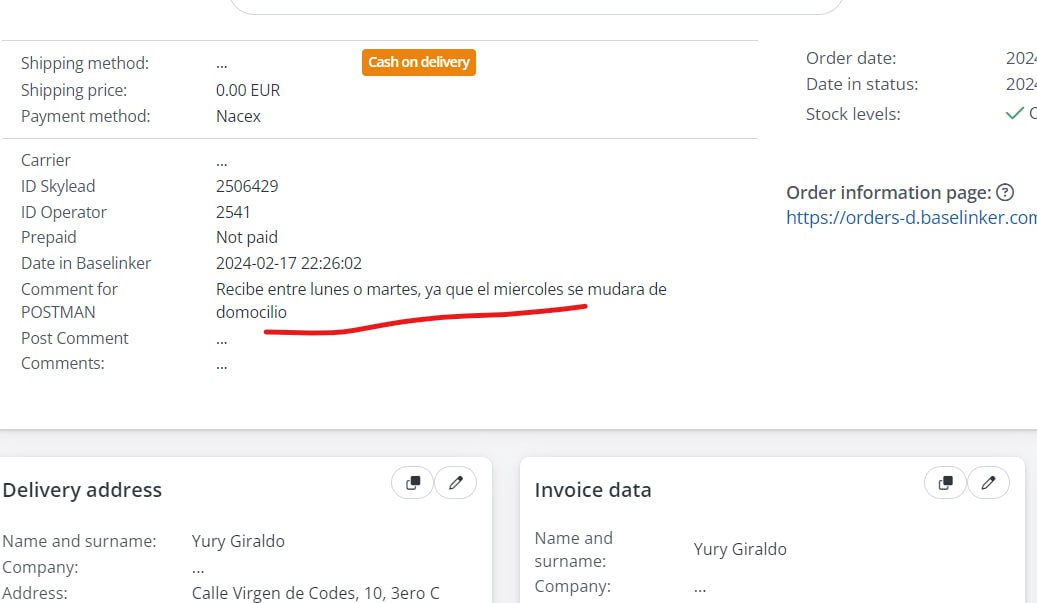 Shipping method: ... Cash on delivery
Shipping price: 0.00 EUR
Payment method: Nacex
Carrier ...
ID Skylead 2506429
ID Operator 2541
Prepaid Not paid
Date in Baselinker 2024-02-17 22:26:02
Comment for POSTMAN Recibe entre lunes o martes, ya que el miercoles se mudara de
domocilio
Post Comment ...
Comments: ...
Order date: 202
Date in status: 202
Stock levels:
Order information page:
https://orders-d.baselinker.com
Delivery address
Name and surname: Yury Giraldo
Company: ...
Address: Calle Virgen de Codes, 10, 3ero C
Invoice data
Name and surname: Yury Giraldo
Company: ...